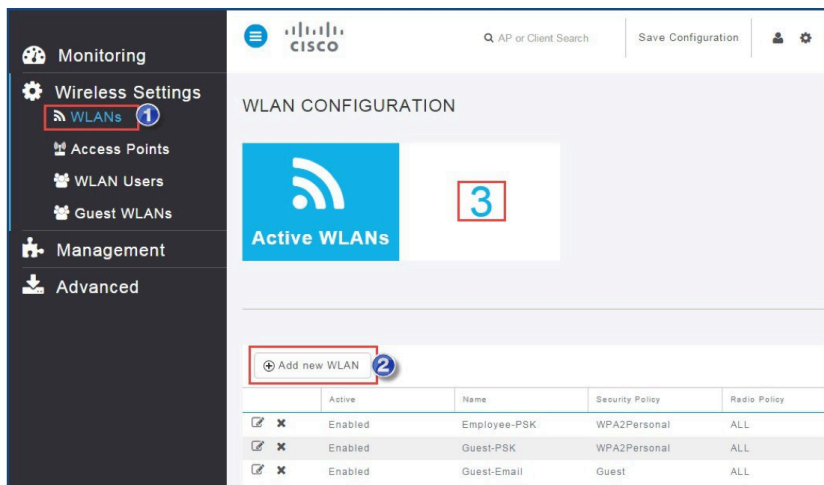 Monitoring
Wireless Settings
WLANs 1
Access Points
WLAN Users
Guest WLANs
Management
Advanced
CISCO
AP or Client Search
Save Configuration
WLAN CONFIGURATION
Active WLANs
3
Add new WLAN 2
Active Name Security Policy Radio Policy
Enabled Employee-PSK WPA2Personal ALL
Enabled Guest-PSK WPA2Personal ALL
Enabled Guest-Email Guest ALL